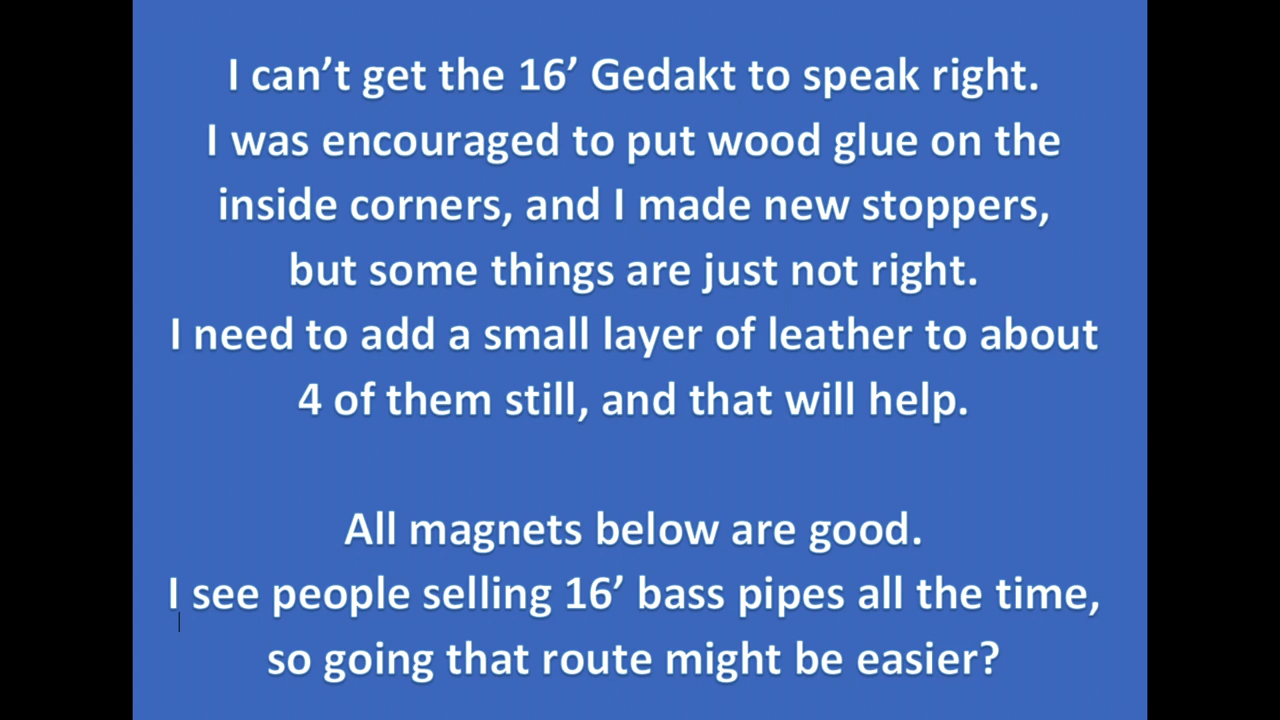 I can’t get the 16’ Gedakt to speak right.
I was encouraged to put wood glue on the
inside corners, and I made new stoppers,
but some things are just not right.
I need to add a small layer of leather to about
4 of them still, and that will help.
All magnets below are good.
I see people selling 16’ bass pipes all the time,
so going that route might be easier?